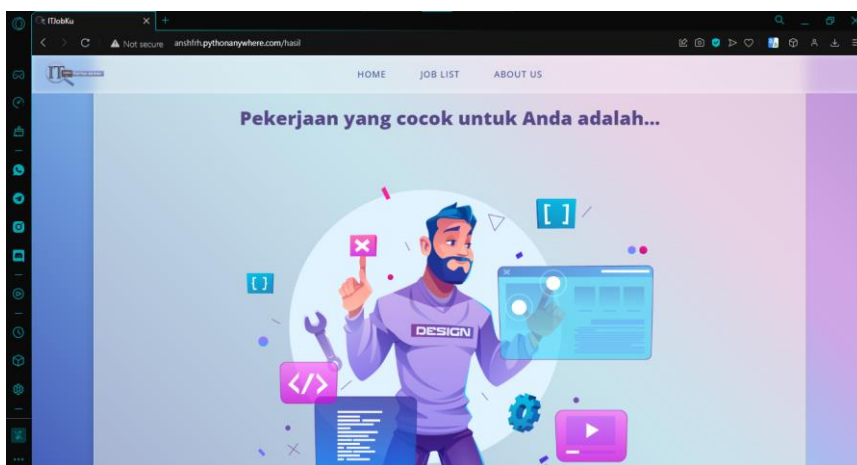 ITJobKu
Not secure anshfrh.pythonanywhere.com/hasil
IT
HOME JOB LIST ABOUT US
Pekerjaan yang cocok untuk Anda adalah...
[ ]
[ ]
DESIGN
</>